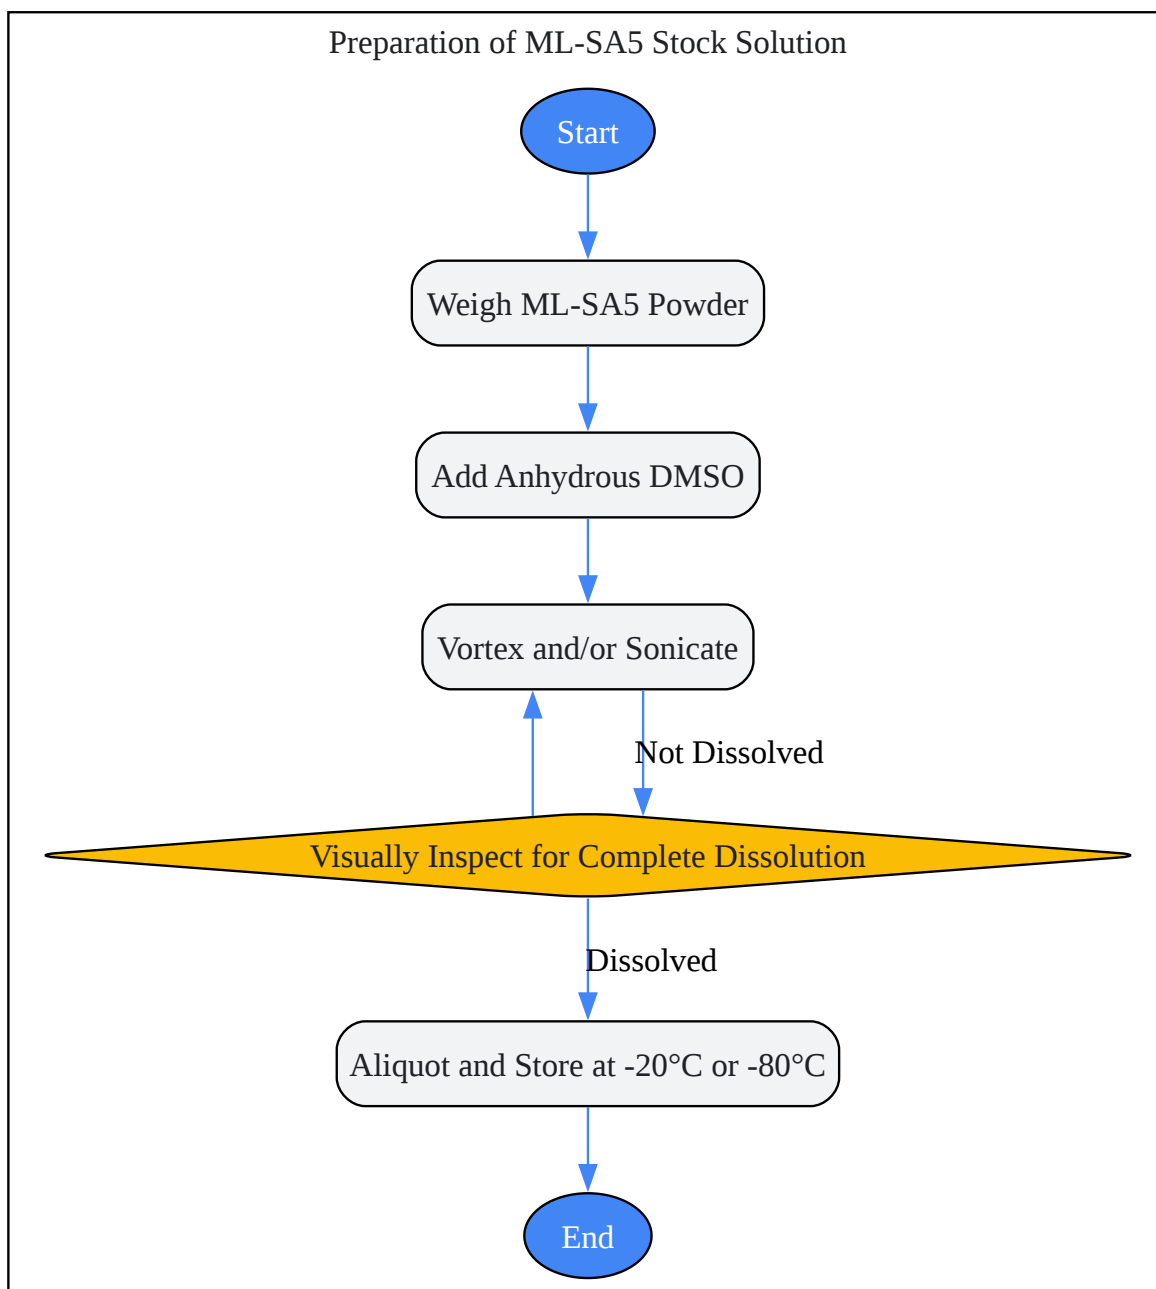 Preparation of ML-SA5 Stock Solution
Start
Weigh ML-SA5 Powder
Add Anhydrous DMSO
Vortex and/or Sonicate
Not Dissolved
Visually Inspect for Complete Dissolution
Dissolved
Aliquot and Store at -20°C or -80°C
End